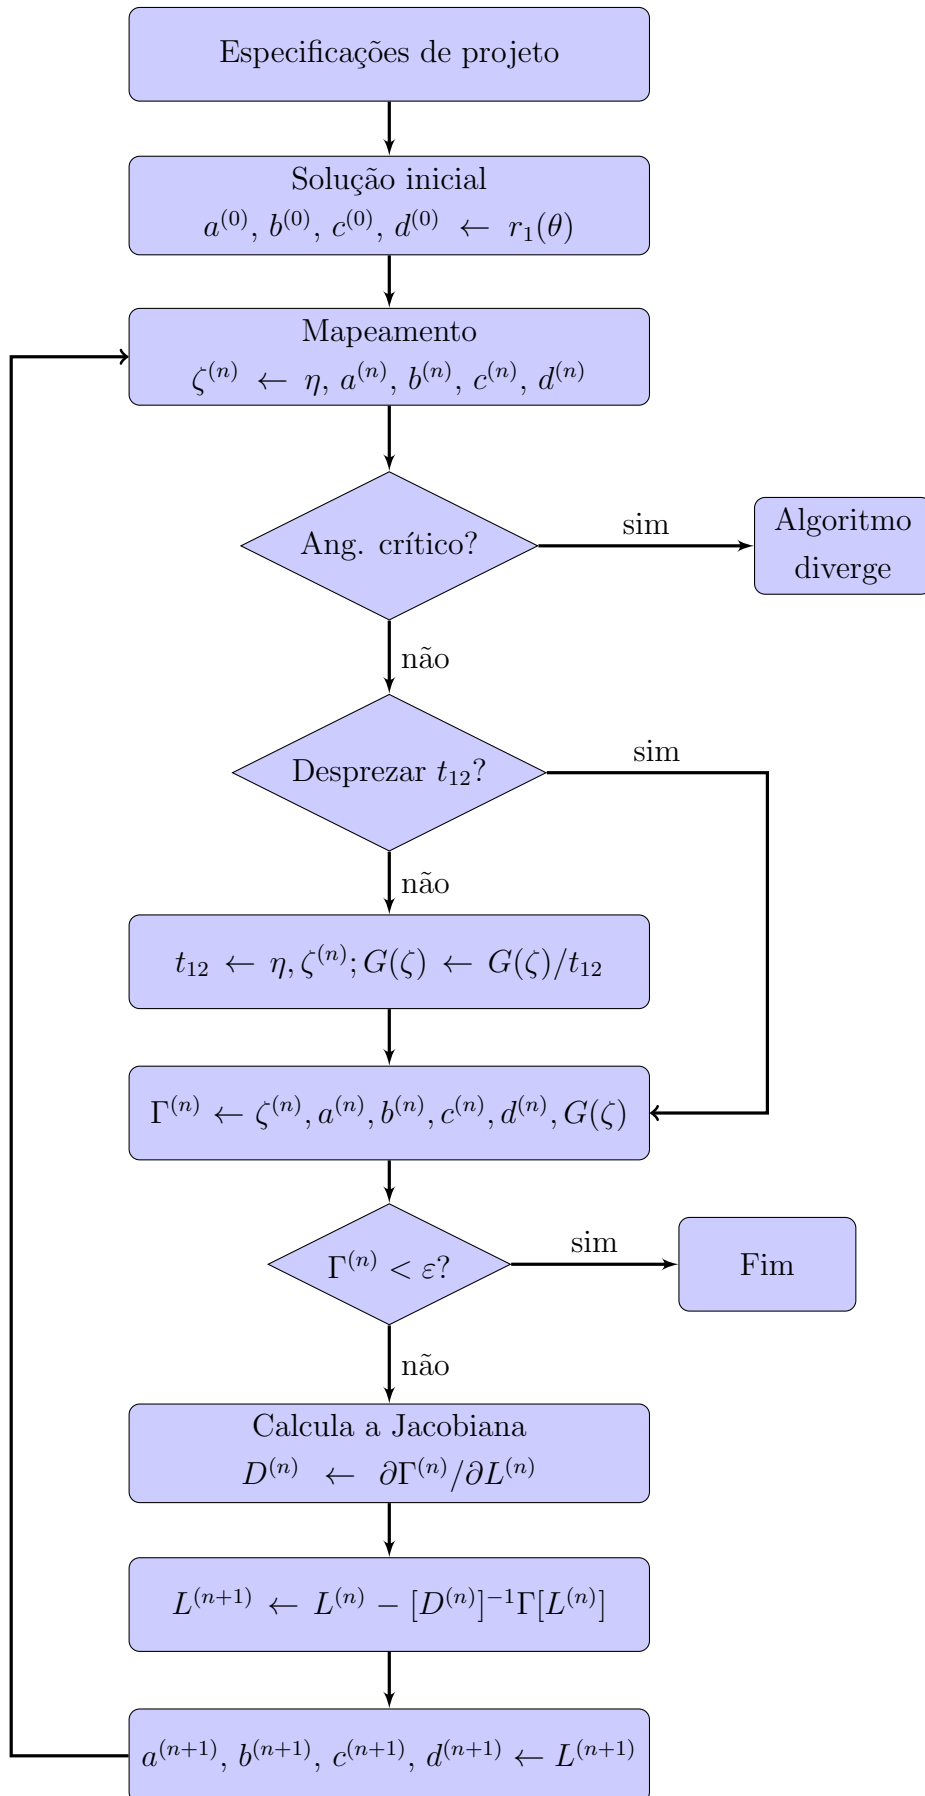 Especificações de projeto
Solução inicial
a^{(0)}, b^{(0)}, c^{(0)}, d^{(0)} ← r_1(θ)
Mapeamento
ζ^{(n)} ← η, a^{(n)}, b^{(n)}, c^{(n)}, d^{(n)}
Ang. crítico?
sim
Algoritmo
diverge
não
Desprezar t_{12}?
sim
não
t_{12} ← η, ζ^{(n)}; G(ζ) ← G(ζ)/t_{12}
Γ^{(n)} ← ζ^{(n)}, a^{(n)}, b^{(n)}, c^{(n)}, d^{(n)}, G(ζ)
Γ^{(n)} < ε?
sim
Fim
não
Calcula a Jacobiana
D^{(n)} ← ∂Γ^{(n)}/∂L^{(n)}
L^{(n+1)} ← L^{(n)} − [D^{(n)}]^{−1}Γ[L^{(n)}]
a^{(n+1)}, b^{(n+1)}, c^{(n+1)}, d^{(n+1)} ← L^{(n+1)}